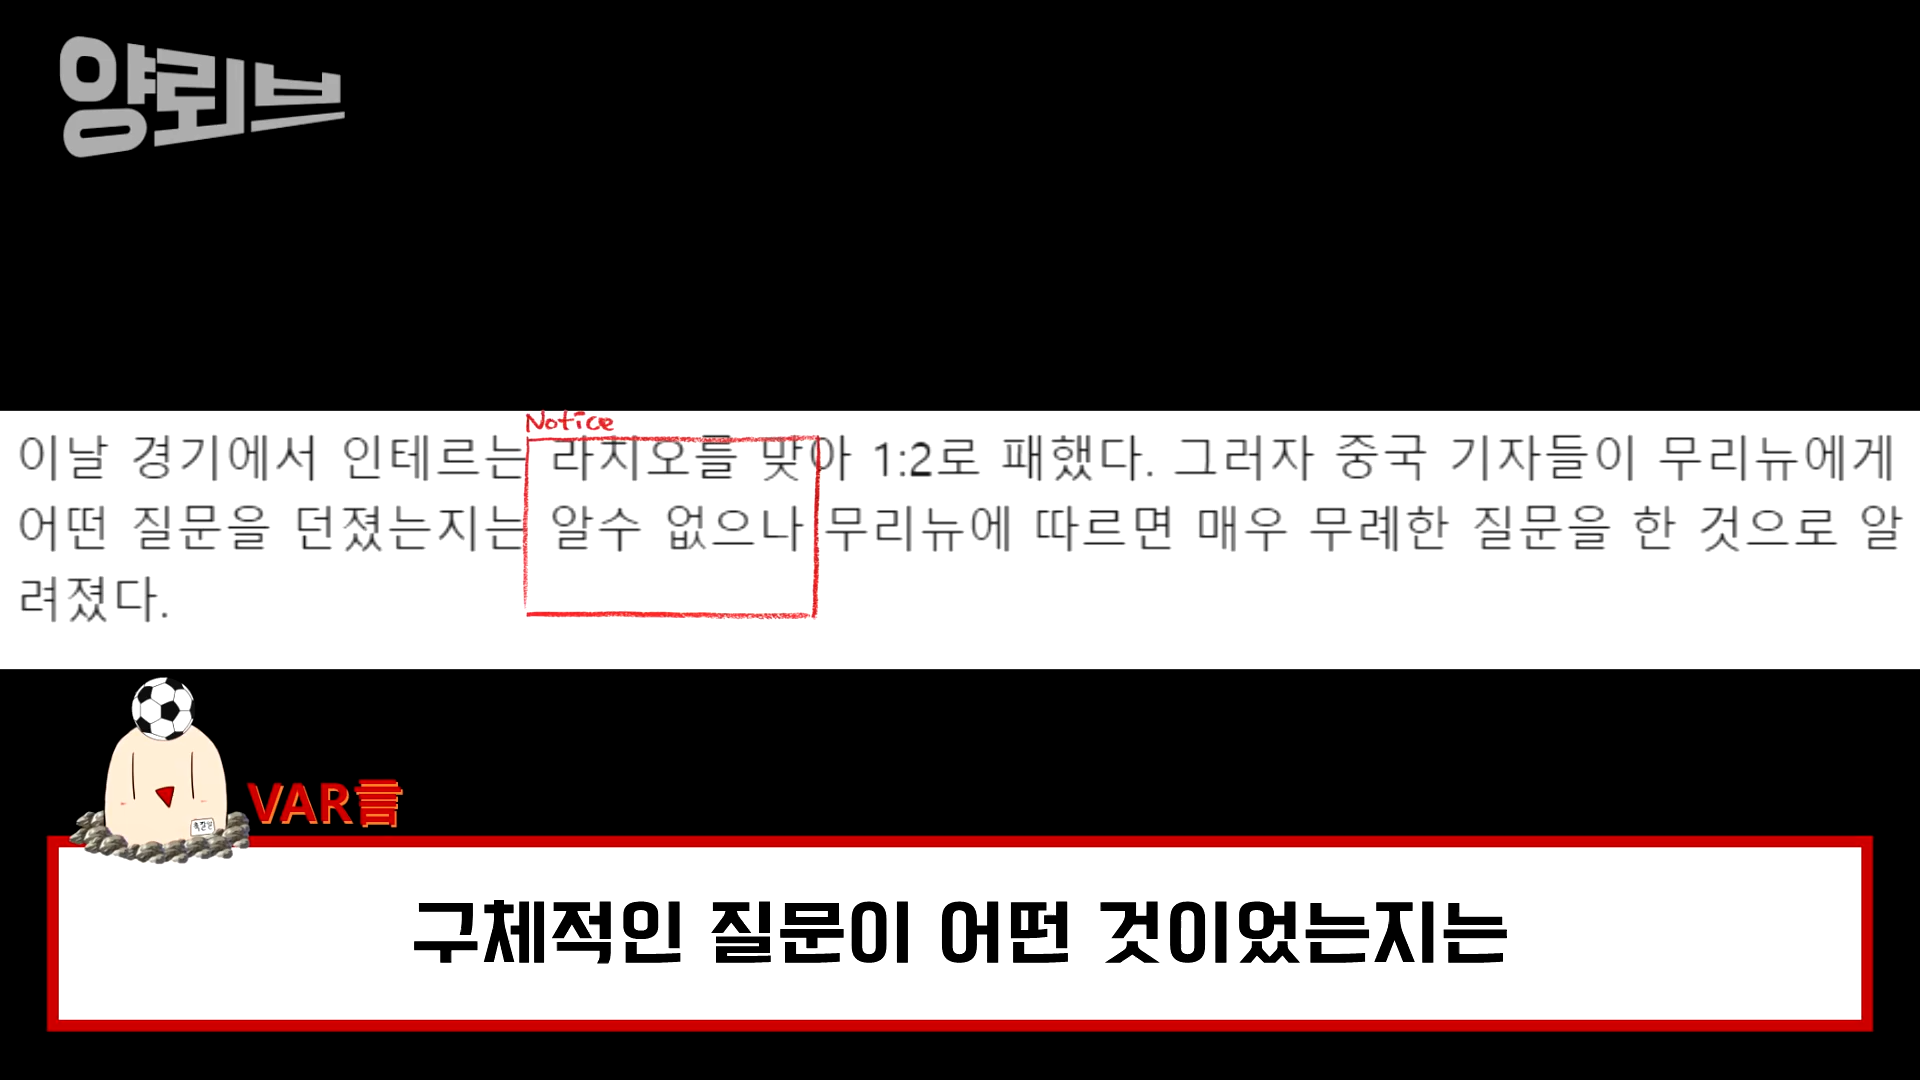 양뢰브
Notice
이날 경기에서 인테르는 라치오를 맞아 1:2로 패했다. 그러자 중국 기자들이 무리뉴에게
어떤 질문을 던졌는지는 알수 없으나 무리뉴에 따르면 매우 무례한 질문을 한 것으로 알
려졌다.
VAR言
구체적인 질문이 어떤 것이었는지는